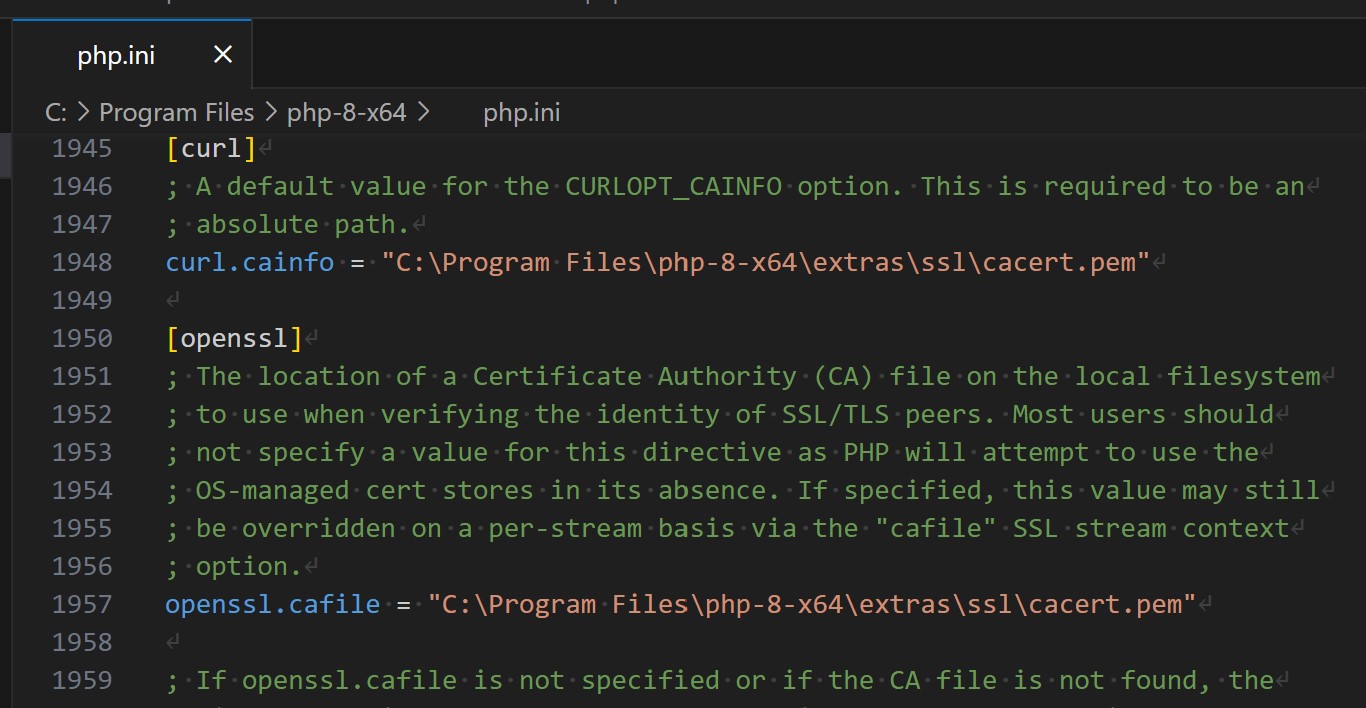 php.ini
C: > Program Files > php-8-x64 > php.ini
1945 [curl]
1946 ; A default value for the CURLOPT_CAINFO option. This is required to be an
1947 ; absolute path.
1948 curl.cainfo = "C:\Program Files\php-8-x64\extras\ssl\cacert.pem"
1949
1950 [openssl]
1951 ; The location of a Certificate Authority (CA) file on the local filesystem
1952 ; to use when verifying the identity of SSL/TLS peers. Most users should
1953 ; not specify a value for this directive as PHP will attempt to use the
1954 ; OS-managed cert stores in its absence. If specified, this value may still
1955 ; be overridden on a per-stream basis via the "cafile" SSL stream context
1956 ; option.
1957 openssl.cafile = "C:\Program Files\php-8-x64\extras\ssl\cacert.pem"
1958
1959 ; If openssl.cafile is not specified or if the CA file is not found, the